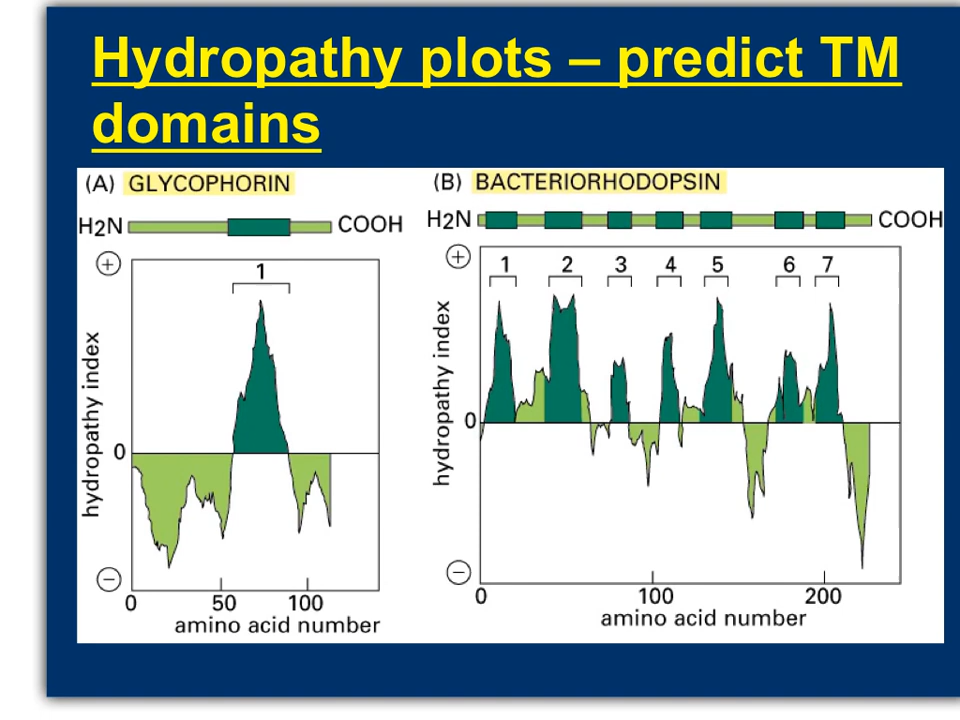 Hydropathy plots – predict TM
domains
(A) GLYCOPHORIN
H2N COOH
+
1
hydropathy index
0
−
0 50 100
amino acid number
(B) BACTERIORHODOPSIN
H2N COOH
+
1 2 3 4 5 6 7
hydropathy index
0
−
0 100 200
amino acid number